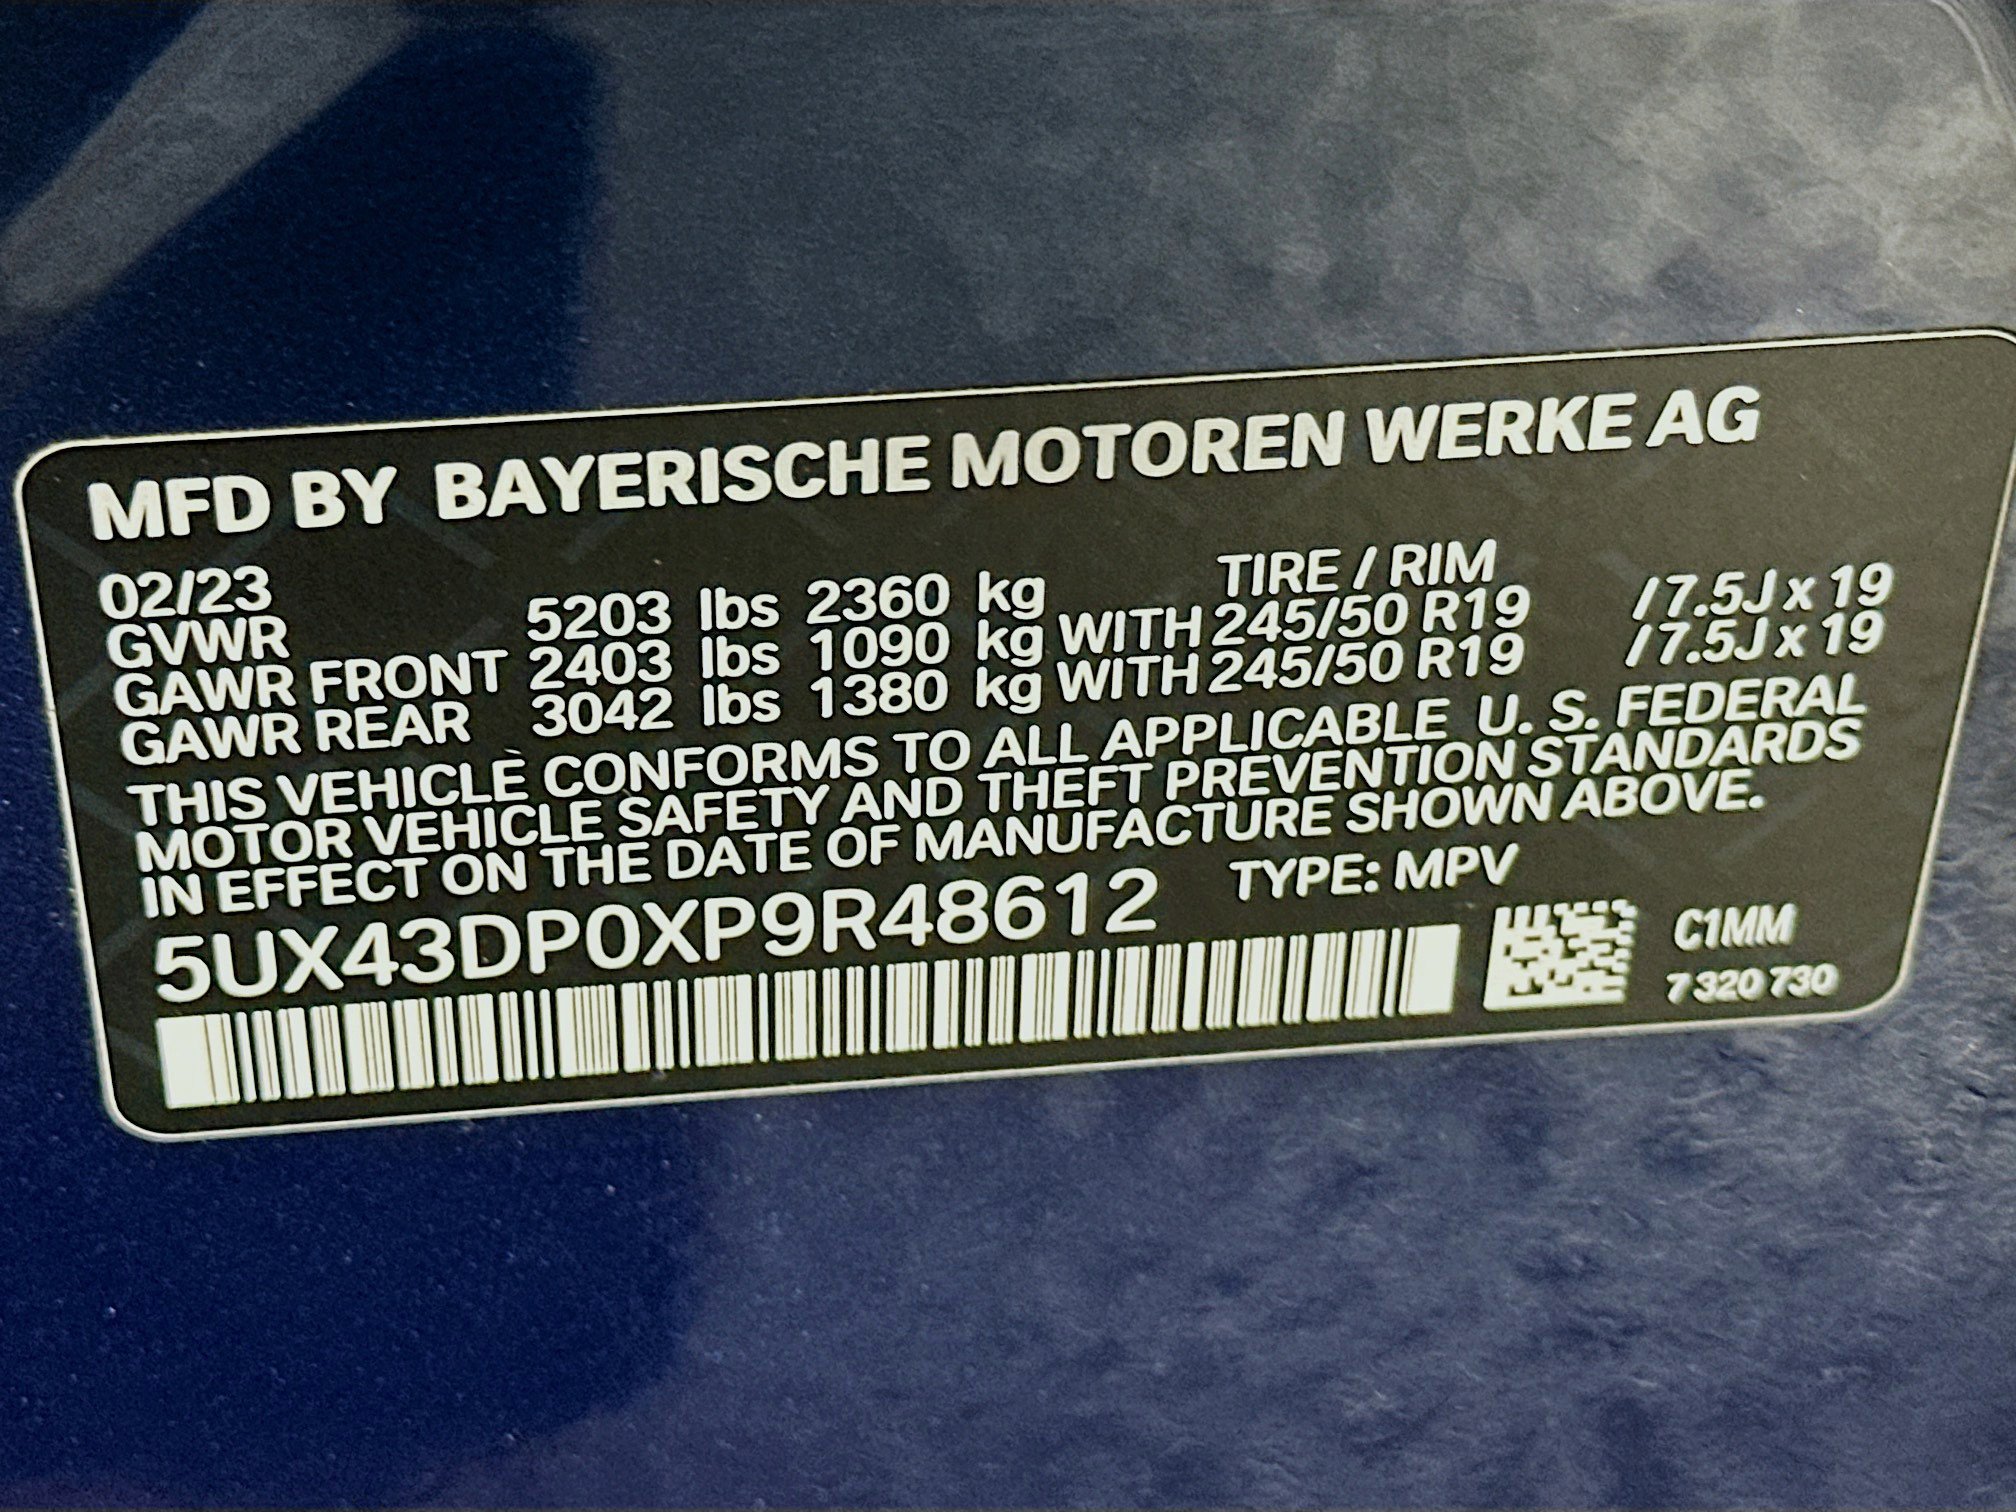 MFD BY BAYERISCHE MOTOREN WERKE AG
02/23 TIRE / RIM
GVWR 5203 lbs 2360 kg
GAWR FRONT 2403 lbs 1090 kg WITH 245/50 R19 / 7.5J x 19
GAWR REAR 3042 lbs 1380 kg WITH 245/50 R19 / 7.5J x 19
THIS VEHICLE CONFORMS TO ALL APPLICABLE U. S. FEDERAL
MOTOR VEHICLE SAFETY AND THEFT PREVENTION STANDARDS
IN EFFECT ON THE DATE OF MANUFACTURE SHOWN ABOVE.
5UX43DP0XP9R48612 TYPE: MPV
C1MM
7 320 730